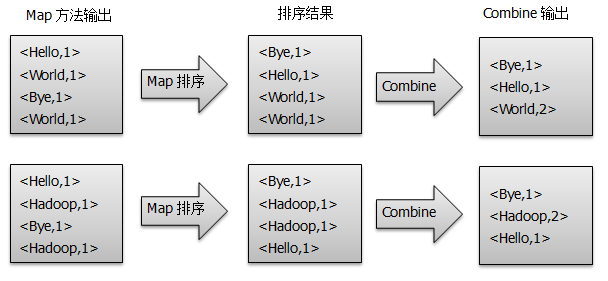 Map 方法输出
排序结果
Combine 输出
<Hello,1>
<World,1>
<Bye,1>
<World,1>
Map 排序
<Bye,1>
<Hello,1>
<World,1>
<World,1>
Combine
<Bye,1>
<Hello,1>
<World,2>
<Hello,1>
<Hadoop,1>
<Bye,1>
<Hadoop,1>
Map 排序
<Bye,1>
<Hadoop,1>
<Hadoop,1>
<Hello,1>
Combine
<Bye,1>
<Hadoop,2>
<Hello,1>